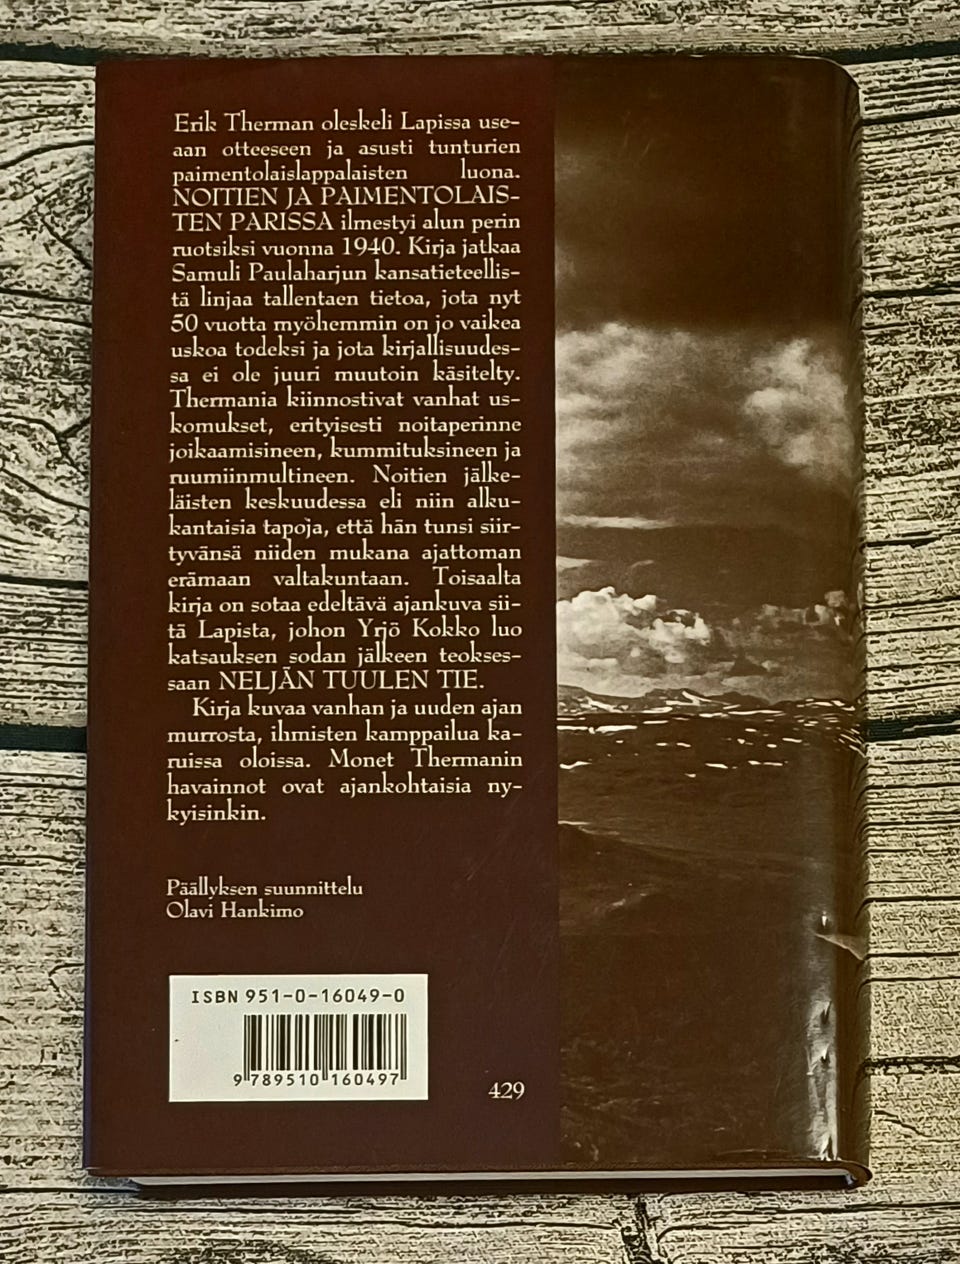 Erik Therman oleskeli Lapissa use-
aan otteeseen ja asusti tunturien
paimentolaislappalaisten luona.
NOITIEN JA PAIMENTOLAIS-
TEN PARISSA ilmestyi alun perin
ruotsiksi vuonna 1940. Kirja jatkaa
Samuli Paulaharjun kansatieteellis-
tä linjaa tallentaen tietoa, jota nyt
50 vuotta myöhemmin on jo vaikea
uskoa todeksi ja jota kirjallisuudes-
sa ei ole juuri muutoin käsitelty.
Thermania kiinnostivat vanhat us-
komukset, erityisesti noitaperinne
joikaamisineen, kummituksineen ja
ruumiinmultineen. Noitien jälke-
läisten keskuudessa eli niin alku-
kantaisia tapoja, että hän tunsi siir-
tyvänsä niiden mukana ajattoman
erämaan valtakuntaan. Toisaalta
kirja on sotaa edeltävä ajankuva sii-
tä Lapista, johon Yrjö Kokko luo
katsauksen sodan jälkeen teokses-
saan NELJÄN TUULEN TIE.
Kirja kuvaa vanhan ja uuden ajan
murrosta, ihmisten kamppailua ka-
ruissa oloissa. Monet Thermanin
havainnot ovat ajankohtaisia ny-
kyisinkin.
Päällyksen suunnittelu
Olavi Hankimo
ISBN 951-0-16049-0
9 789510 160497
429